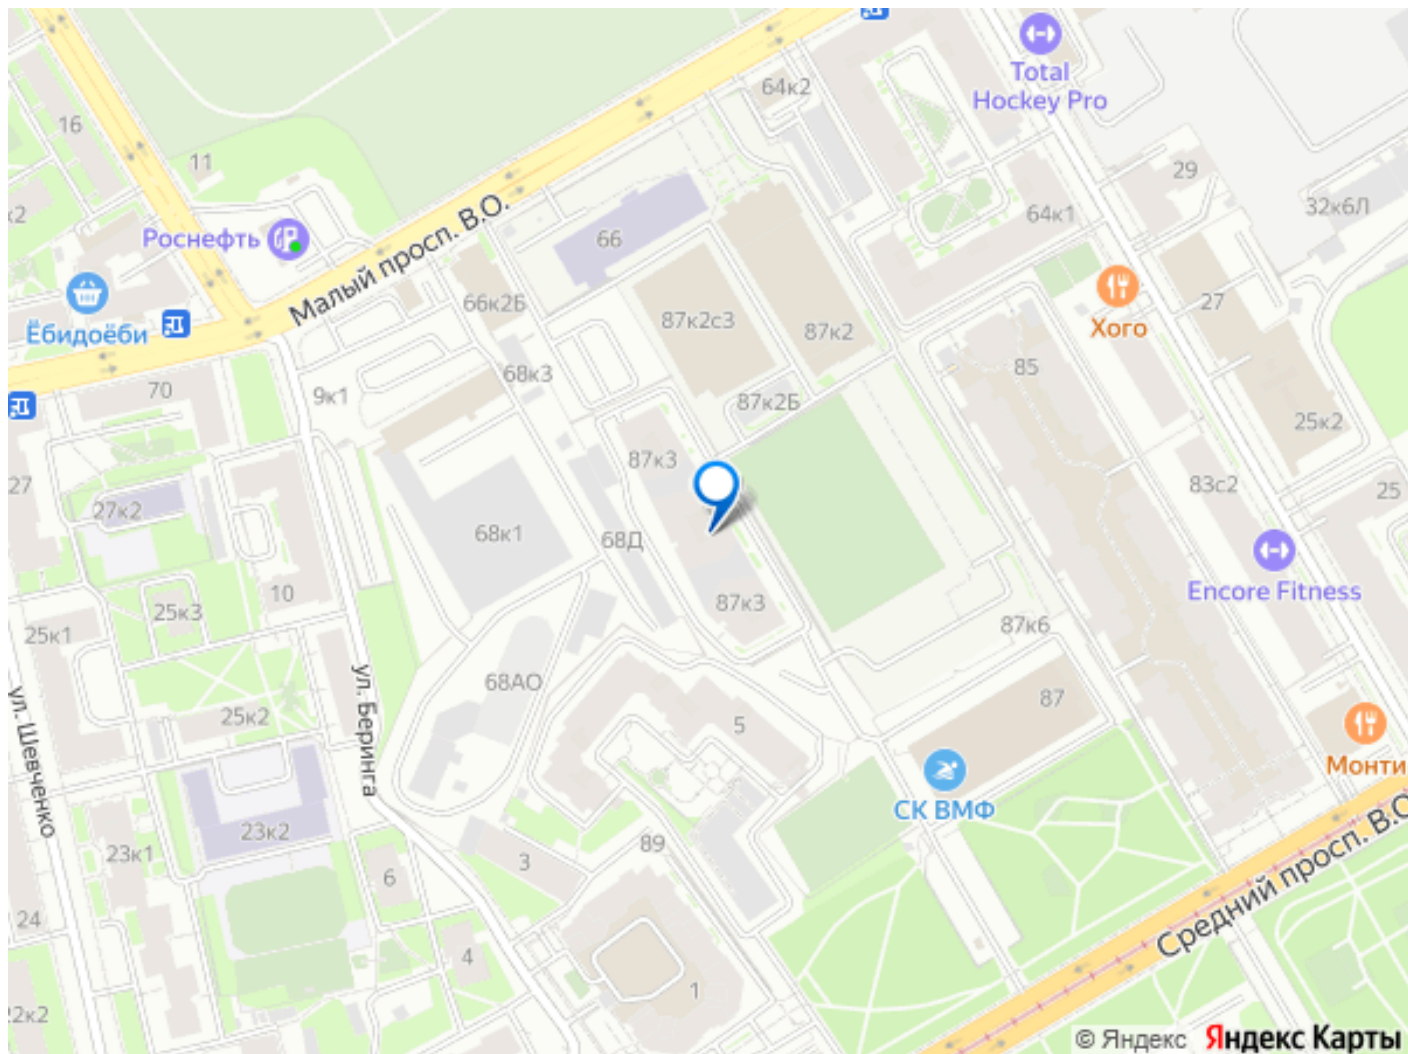 Total
Hockey Pro
64к2
16
11
29
к2
32к6Л
64к1
Роснефть
66
Малый просп. В.О.
66к2Б
27
87к2с3
87к2
Хого
Ёбидоёби
85
68к3
70
9к1
87к2Б
25к2
87к3
27
83с2
25
27к2
68к1
68Д
Encore Fitness
10
87к3
25к3
87к6
25к1
68АО
87
ул. Шевченко
ул. Беринга
25к2
5
Монти
СК ВМФ
23к2
89
23к1
3
6
Средний просп. В.О
24
4
1
22к2
© Яндекс Яндекс Карты